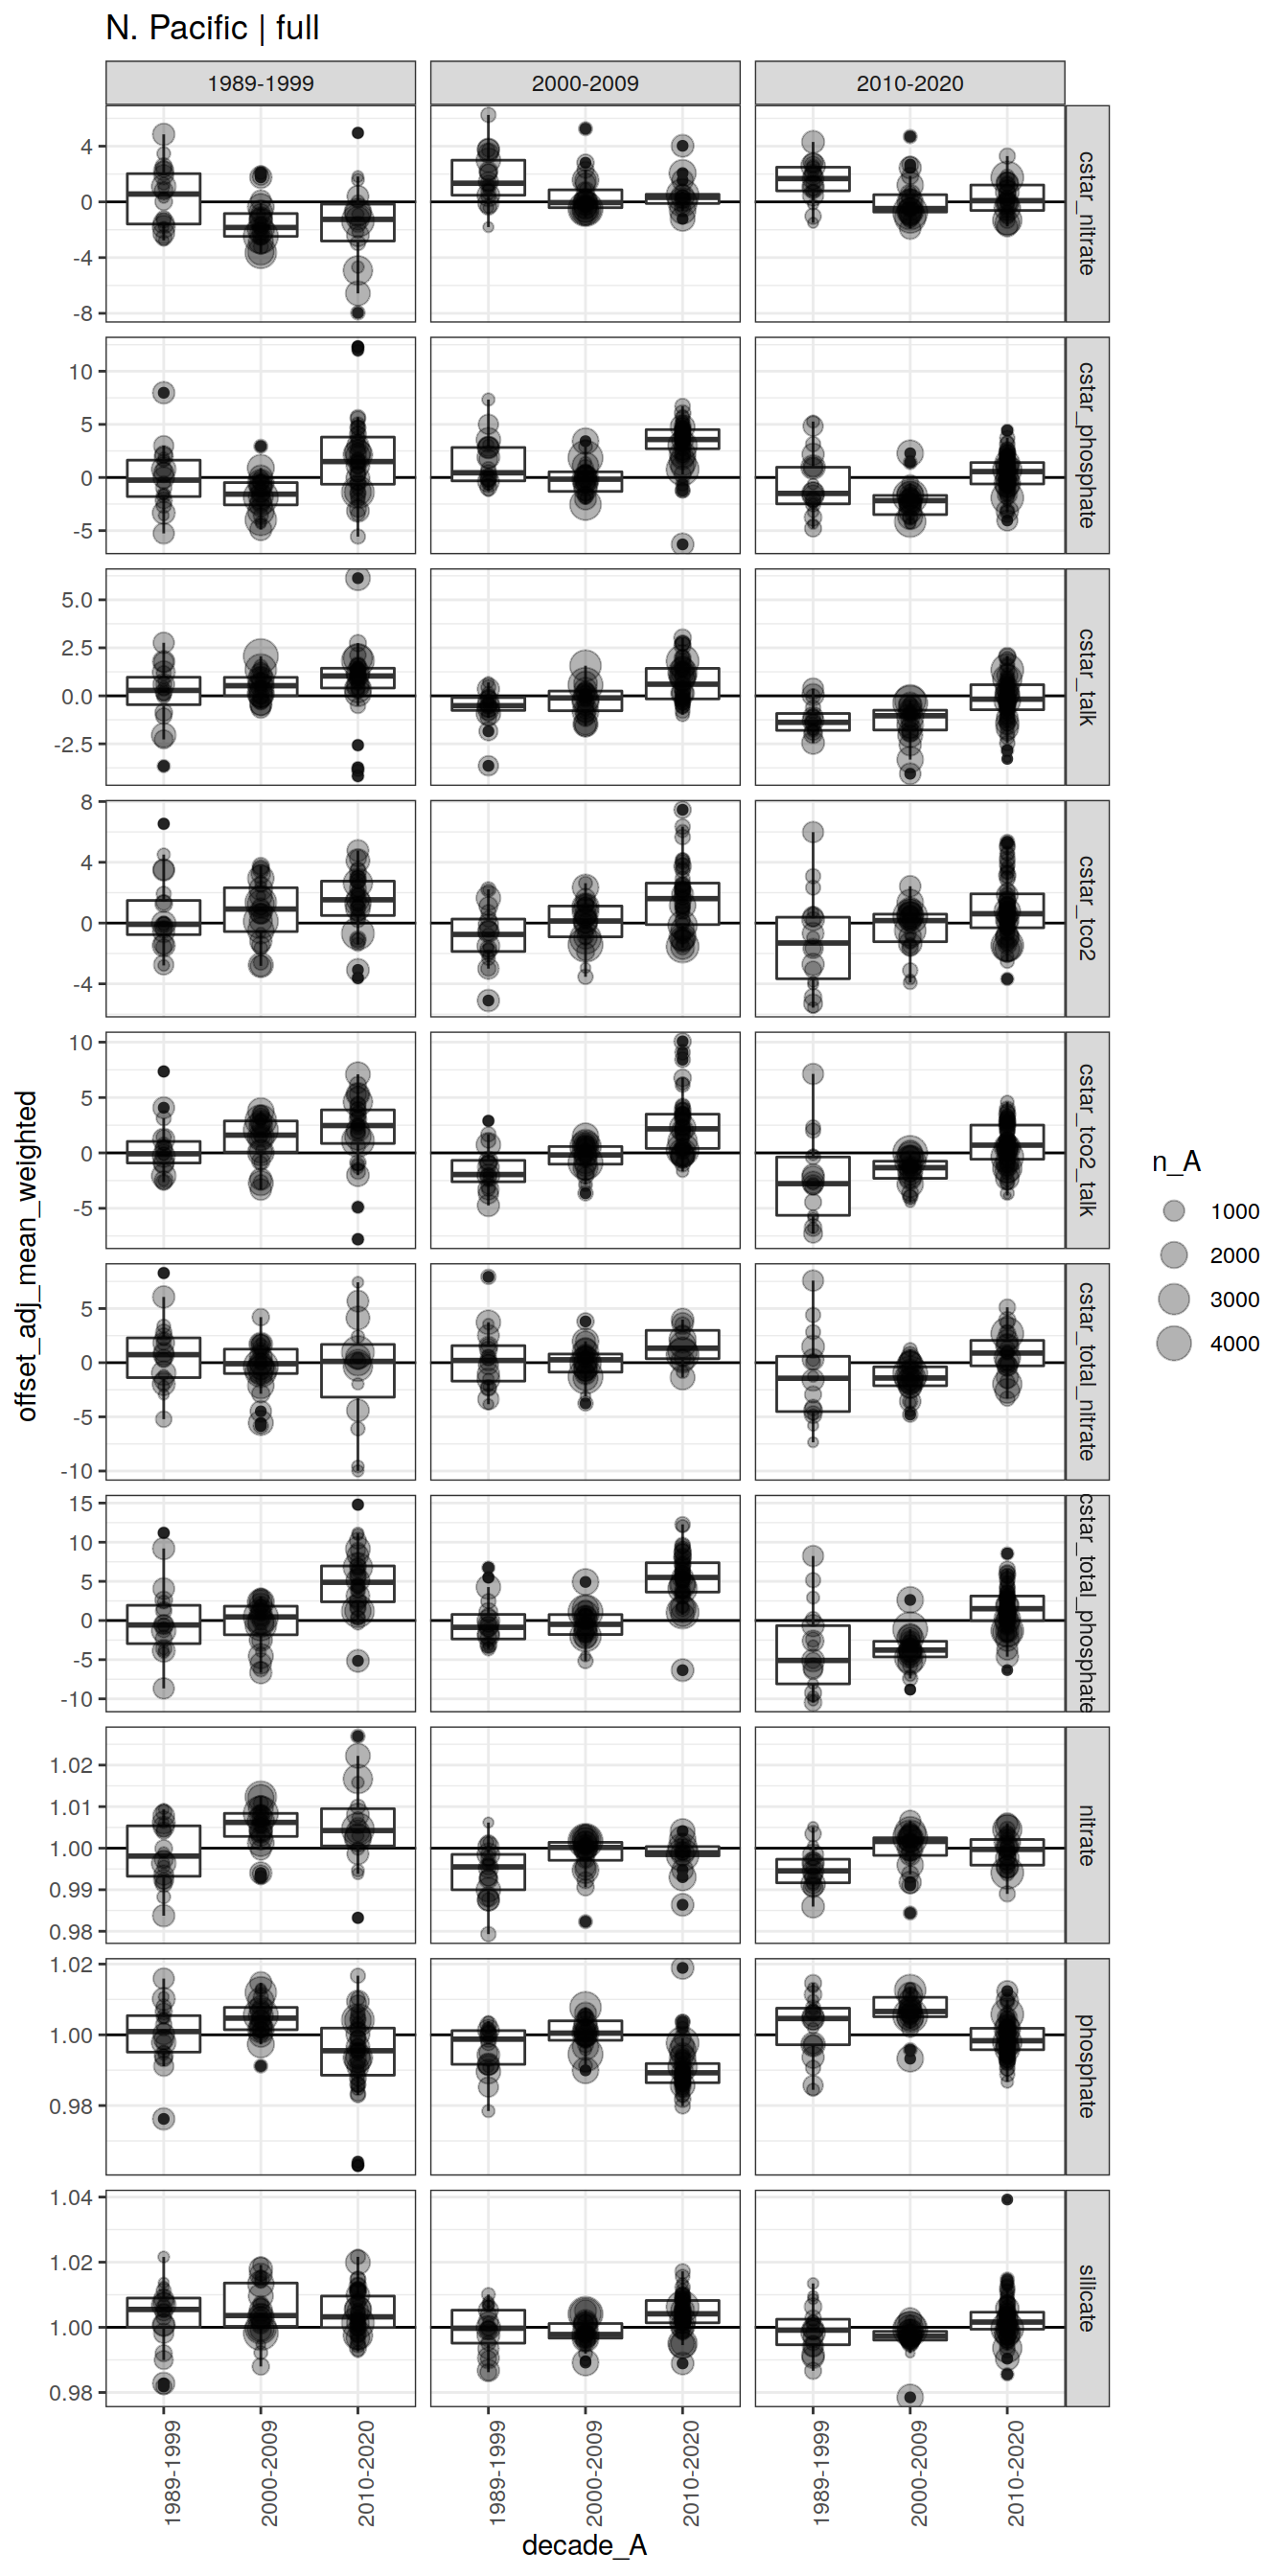 N. Pacific | full
1989-1999 2000-2009 2010-2020
4
0
-4
-8
cstar_nitrate
10
5
0
-5
cstar_phosphate
5.0
2.5
0.0
-2.5
cstar_talk
8
4
0
-4
cstar_tco2
10
5
0
-5
cstar_tco2_talk
5
0
-5
-10
cstar_total_nitrate
15
10
5
0
-5
-10
cstar_total_phosphate
1.02
1.01
1.00
0.99
0.98
nitrate
1.02
1.00
0.98
phosphate
1.04
1.02
1.00
0.98
silicate
offset_adj_mean_weighted
1989-1999 2000-2009 2010-2020 1989-1999 2000-2009 2010-2020 1989-1999 2000-2009 2010-2020
decade_A
n_A
1000
2000
3000
4000